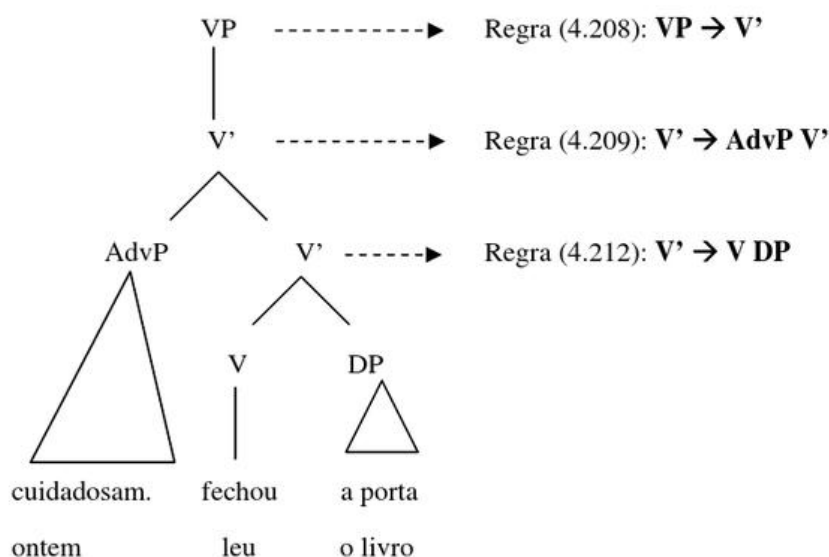 VP Regra (4.208): VP → V’
V’ Regra (4.209): V’ → AdvP V’
AdvP V’ Regra (4.212): V’ → V DP
V DP
cuidadosam. fechou a porta
ontem leu o livro